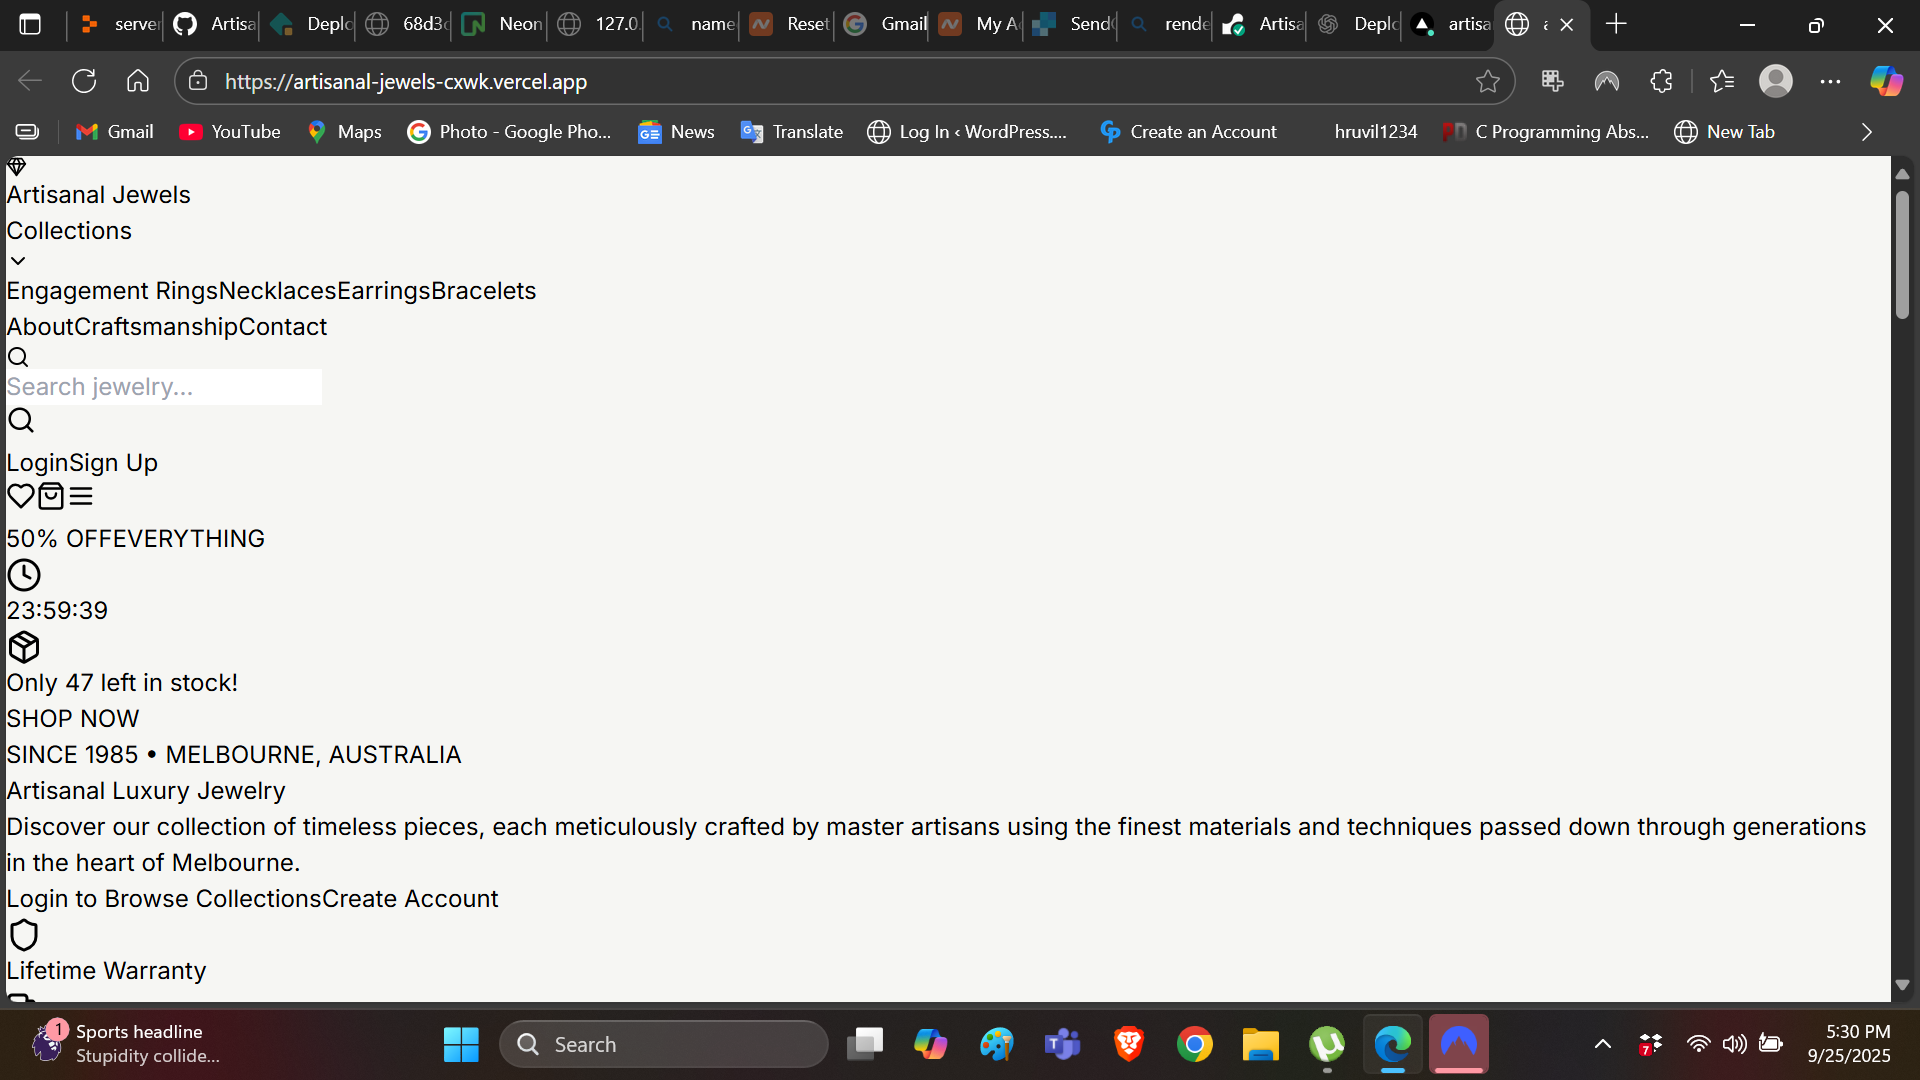 server
Artisa
Deplo
68d3c
Neon
127.0.
name
Reset
Gmail
My A
Send
rende
Artisa
Deplo
artisa
https://artisanal-jewels-cxwk.vercel.app
Gmail
YouTube
Maps
Photo - Google Pho...
News
Translate
Log In ‹ WordPress....
Create an Account
hruvil1234
C Programming Abs...
New Tab
Artisanal Jewels
Collections
Engagement RingsNecklacesEarringsBracelets
AboutCraftsmanshipContact
Search jewelry...
LoginSign Up
50% OFFEVERYTHING
23:59:39
Only 47 left in stock!
SHOP NOW
SINCE 1985 • MELBOURNE, AUSTRALIA
Artisanal Luxury Jewelry
Discover our collection of timeless pieces, each meticulously crafted by master artisans using the finest materials and techniques passed down through generations
in the heart of Melbourne.
Login to Browse CollectionsCreate Account
Lifetime Warranty
1
Sports headline
Stupidity collide...
Search
7
5:30 PM
9/25/2025